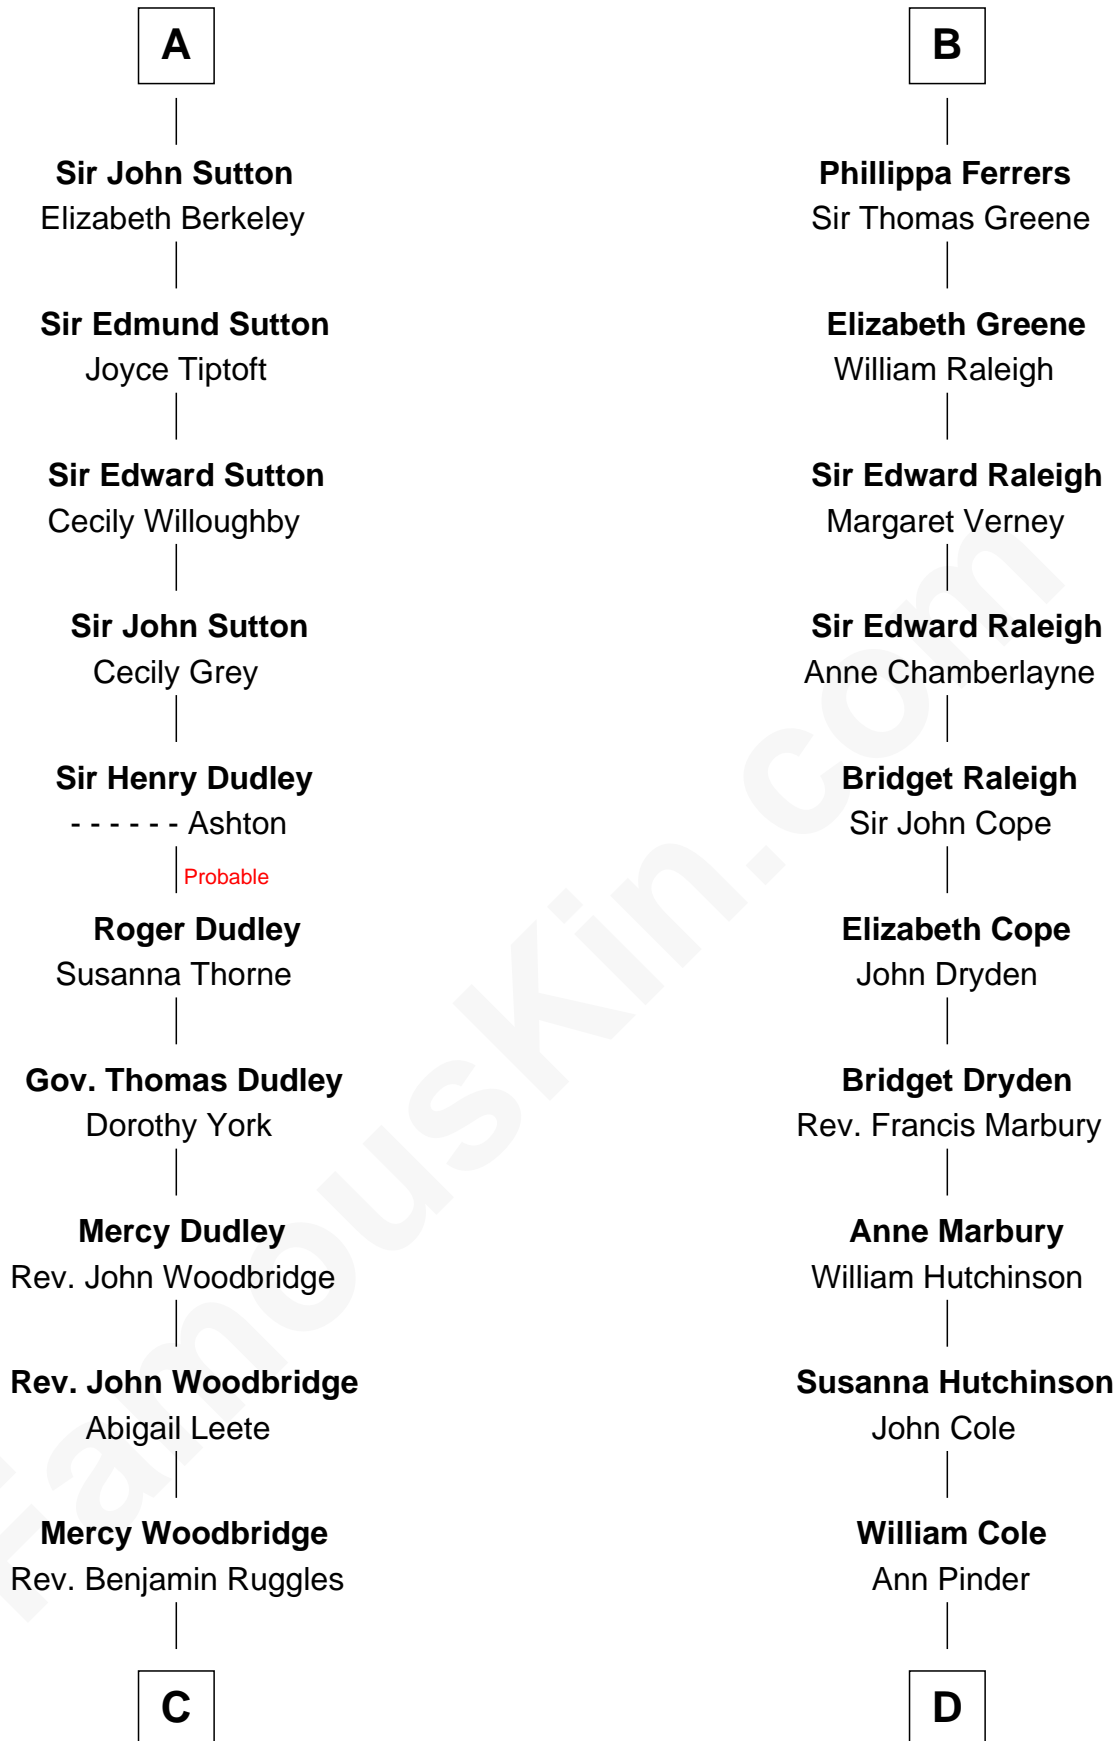 A
Sir John Sutton
Elizabeth Berkeley
Sir Edmund Sutton
Joyce Tiptoft
Sir Edward Sutton
Cecily Willoughby
Sir John Sutton
Cecily Grey
Sir Henry Dudley
- - - - - - Ashton
Probable
Roger Dudley
Susanna Thorne
Gov. Thomas Dudley
Dorothy York
Mercy Dudley
Rev. John Woodbridge
Rev. John Woodbridge
Abigail Leete
Mercy Woodbridge
Rev. Benjamin Ruggles
C
B
Phillippa Ferrers
Sir Thomas Greene
Elizabeth Greene
William Raleigh
Sir Edward Raleigh
Margaret Verney
Sir Edward Raleigh
Anne Chamberlayne
Bridget Raleigh
Sir John Cope
Elizabeth Cope
John Dryden
Bridget Dryden
Rev. Francis Marbury
Anne Marbury
William Hutchinson
Susanna Hutchinson
John Cole
William Cole
Ann Pinder
D
FamousKin.com